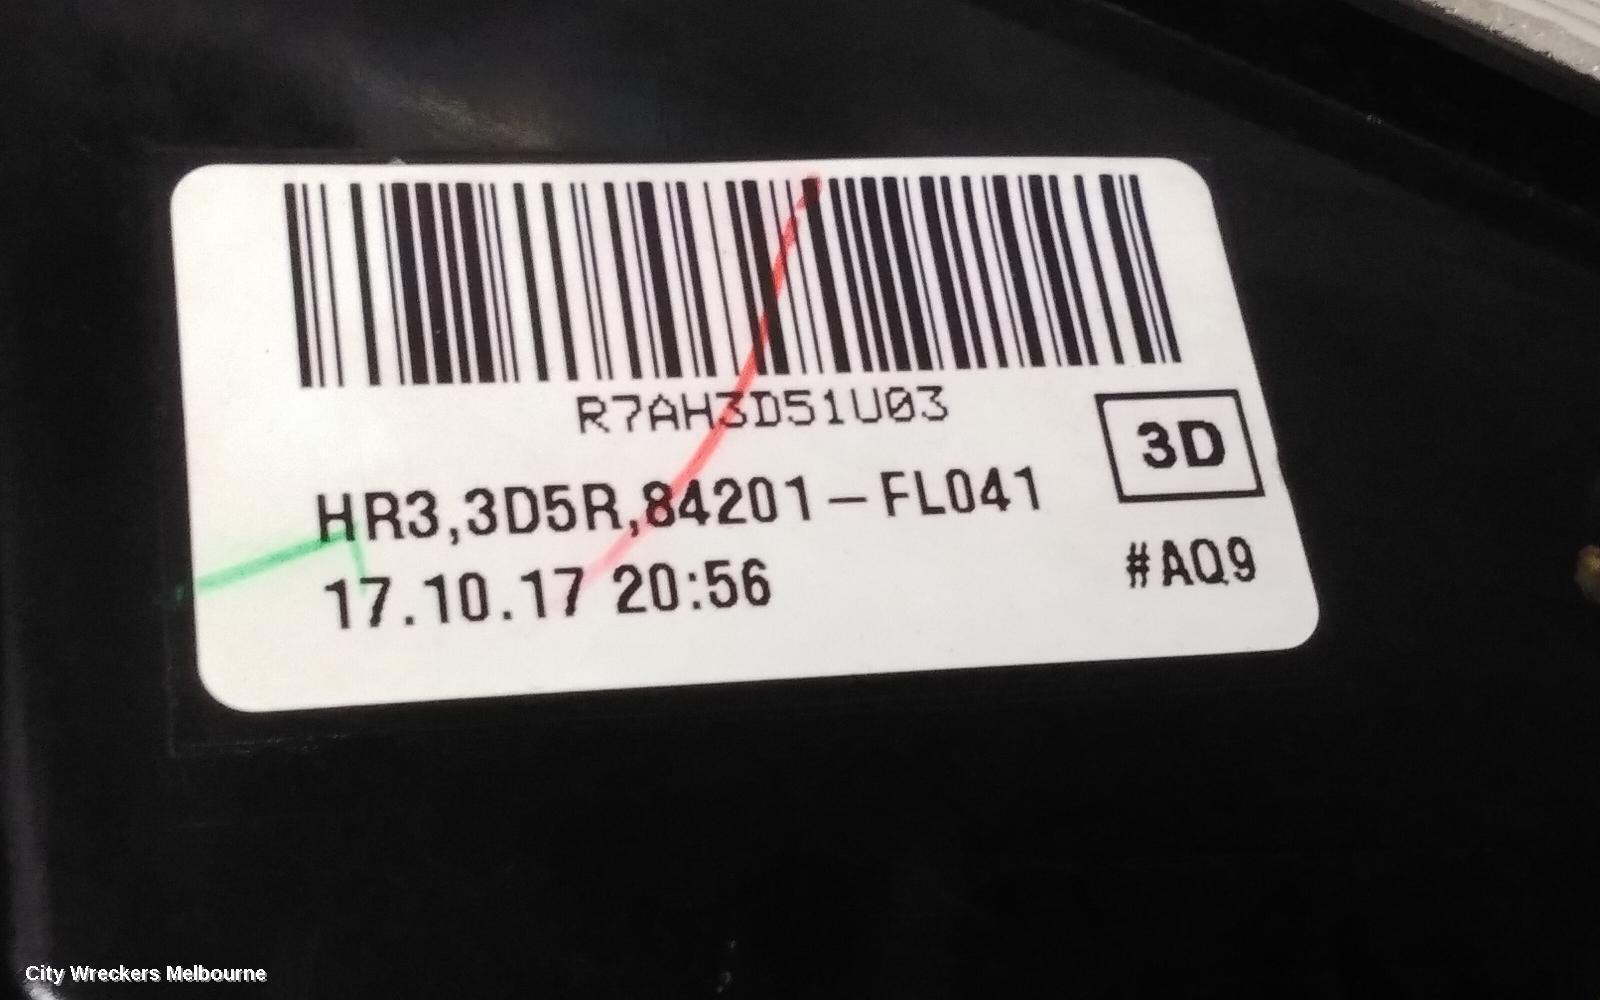 R7AH3D51U03
3D
HR3,3D5R,84201-FL041
17.10.17 20:56
#AQ9
City Wreckers Melbourne